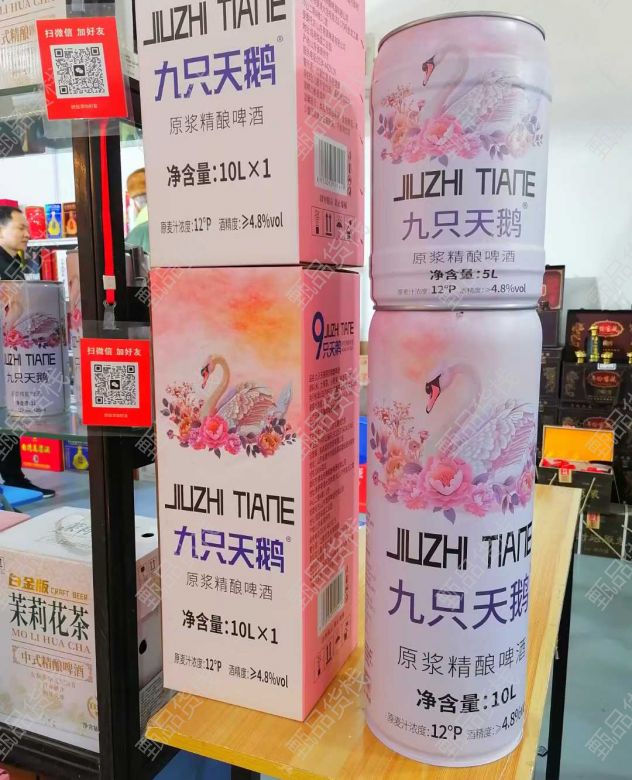 扫微信 加好友
JIUZHI TIANE
九只天鹅®
原浆精酿啤酒
净含量:10L×1
原麦汁浓度:12°P 酒精度:≥4.8%vol
JIUZHI TIANE
九只天鹅®
原浆精酿啤酒
净含量:5L
原麦汁浓度:12°P 酒精度:≥4.8%vol
扫微信 加好友
JIUZHI TIANE
九只天鹅
9
JIUZHI TIANE
只天鹅
JIUZHI TIANE
九只天鹅®
原浆精酿啤酒
净含量:10L×1
原麦汁浓度:12°P 酒精度:≥4.8%vol
JIUZHI TIANE
九只天鹅
原浆精酿啤酒
净含量:10L
原麦汁浓度:12°P 酒精度:≥4.8%
白金版 CRAFT BEER
茉莉花茶
MO LI HUA CHA
中式精酿啤酒
甄品货栈